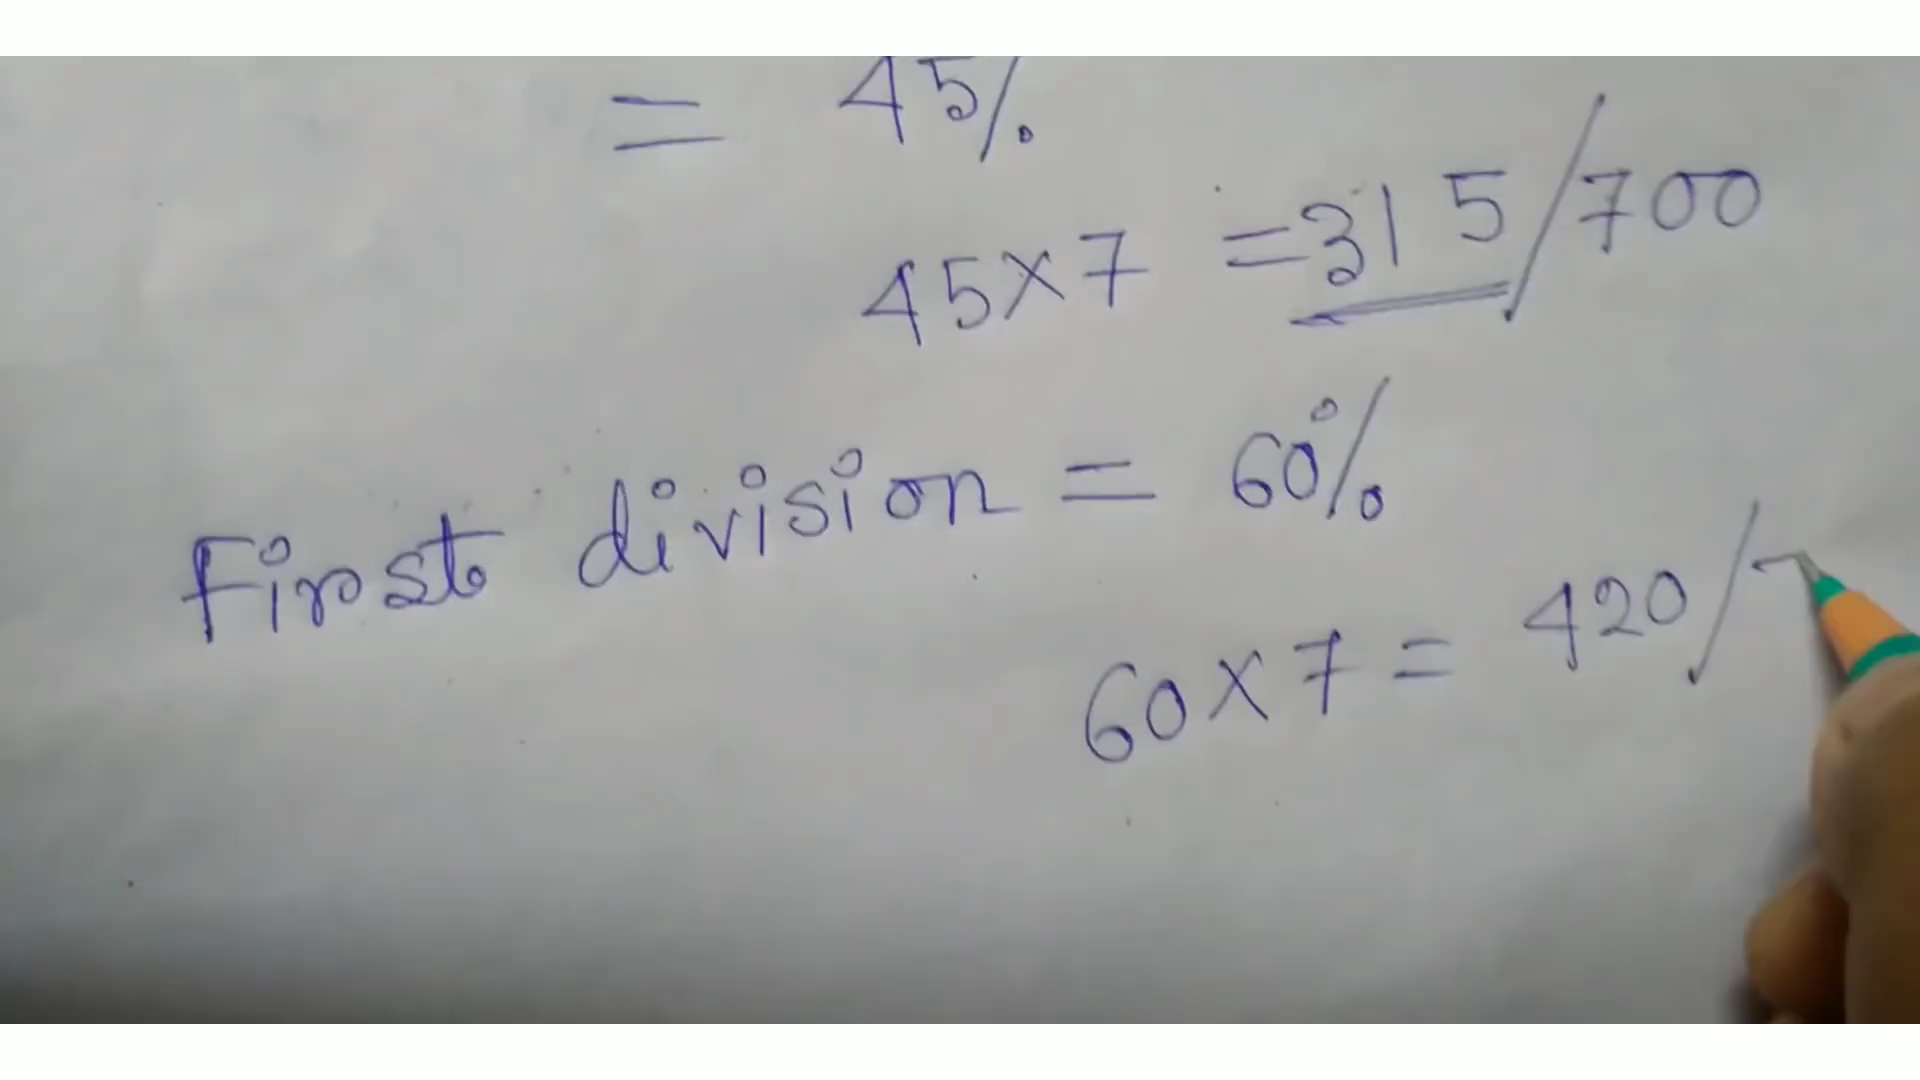 = 45%
45×7 = 315/700
First division = 60%
60×7 = 420/